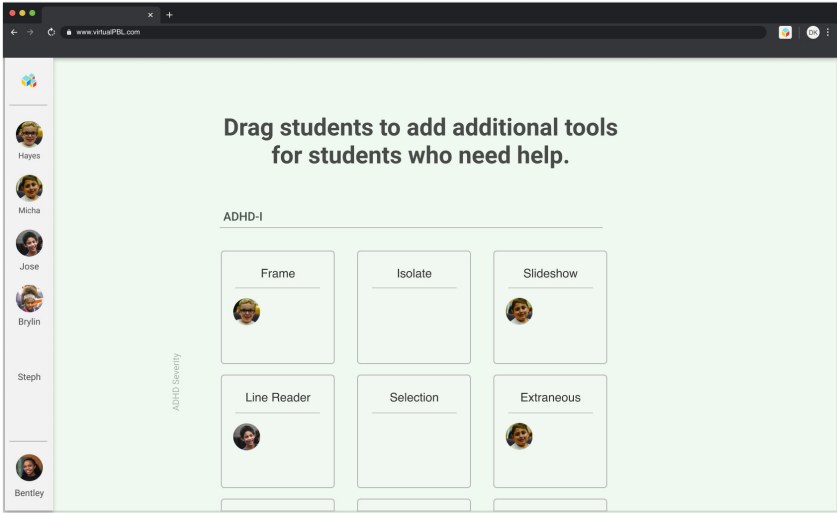 www.virtualPBL.com
DK
Drag students to add additional tools
for students who need help.
Hayes
Micha
Jose
Brylin
Steph
Bentley
ADHD-I
ADHD Severity
Frame
Isolate
Slideshow
Line Reader
Selection
Extraneous